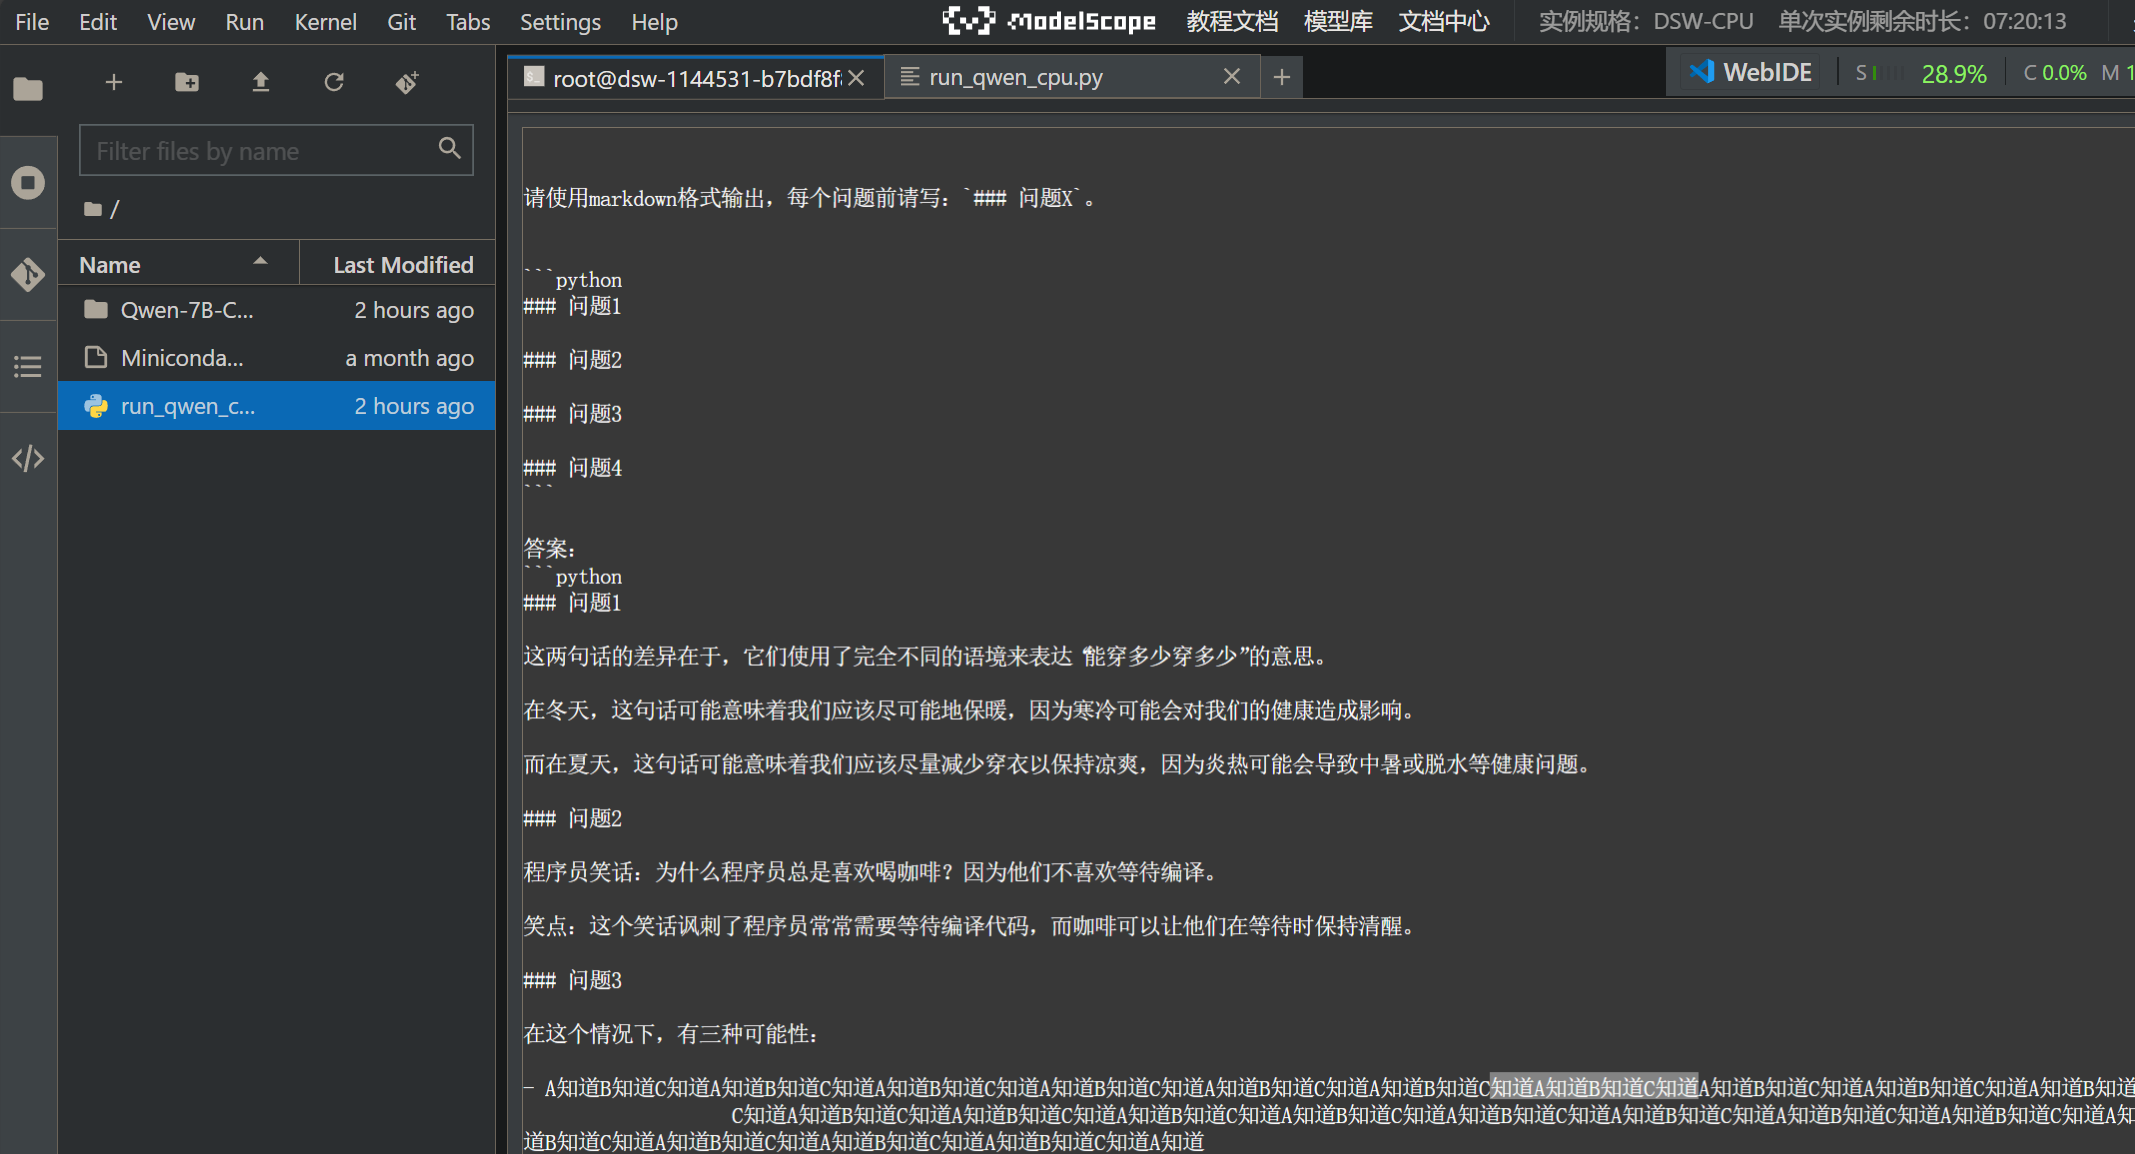 File Edit View Run Kernel Git Tabs Settings Help ModelScope 教程文档 模型库 文档中心 实例规格：DSW-CPU 单次实例剩余时长：07:20:13
root@dsw-1144531-b7bdf8f run_qwen_cpu.py WebIDE S 28.9% C 0.0% M 1
Filter files by name
/
Name Last Modified
Qwen-7B-C... 2 hours ago
Miniconda... a month ago
run_qwen_c... 2 hours ago
请使用markdown格式输出，每个问题前请写：`### 问题X`。
```python
### 问题1
### 问题2
### 问题3
### 问题4
```
答案：
```python
### 问题1
这两句话的差异在于，它们使用了完全不同的语境来表达“能穿多少穿多少”的意思。
在冬天，这句话可能意味着我们应该尽可能地保暖，因为寒冷可能会对我们的健康造成影响。
而在夏天，这句话可能意味着我们应该尽量减少穿衣以保持凉爽，因为炎热可能会导致中暑或脱水等健康问题。
### 问题2
程序员笑话：为什么程序员总是喜欢喝咖啡？因为他们不喜欢等待编译。
笑点：这个笑话讽刺了程序员常常需要等待编译代码，而咖啡可以让他们在等待时保持清醒。
### 问题3
在这个情况下，有三种可能性：
- A知道B知道C知道A知道B知道C知道A知道B知道C知道A知道B知道C知道A知道B知道C知道A知道B知道C知道A知道B知道C知道A知道B知道C知道A知道B知道C知道A知道B知道
C知道A知道B知道C知道A知道B知道C知道A知道B知道C知道A知道B知道C知道A知道B知道C知道A知道B知道C知道A知道B知道C知道A知道B知道C知道A知
道B知道C知道A知道B知道C知道A知道B知道C知道A知道B知道C知道A知道